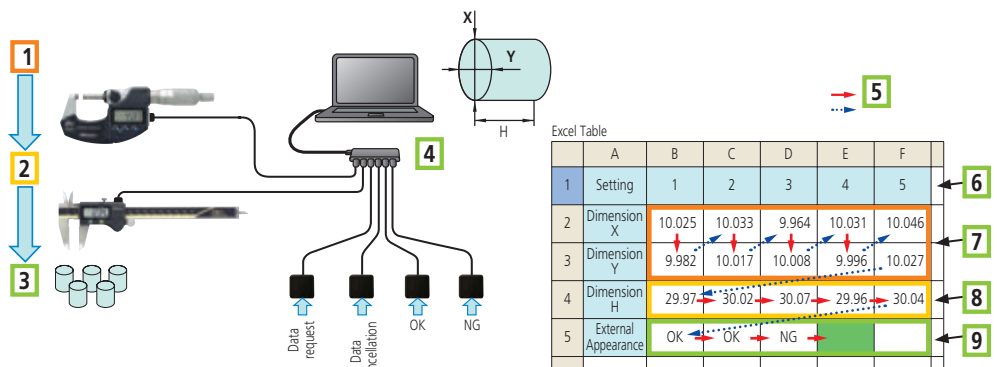 1
2
3
X
Y
H
4
5
Data
request
Data
OK
NG
Excel Table
A B C D E F
1 Setting 1 2 3 4 5
6
2 Dimension X 10.025 10.033 9.964 10.031 10.046
7
3 Dimension Y 9.982 10.017 10.008 9.996 10.027
4 Dimension H 29.97 30.02 30.07 29.96 30.04
8
5 External Appearance OK OK NG
9